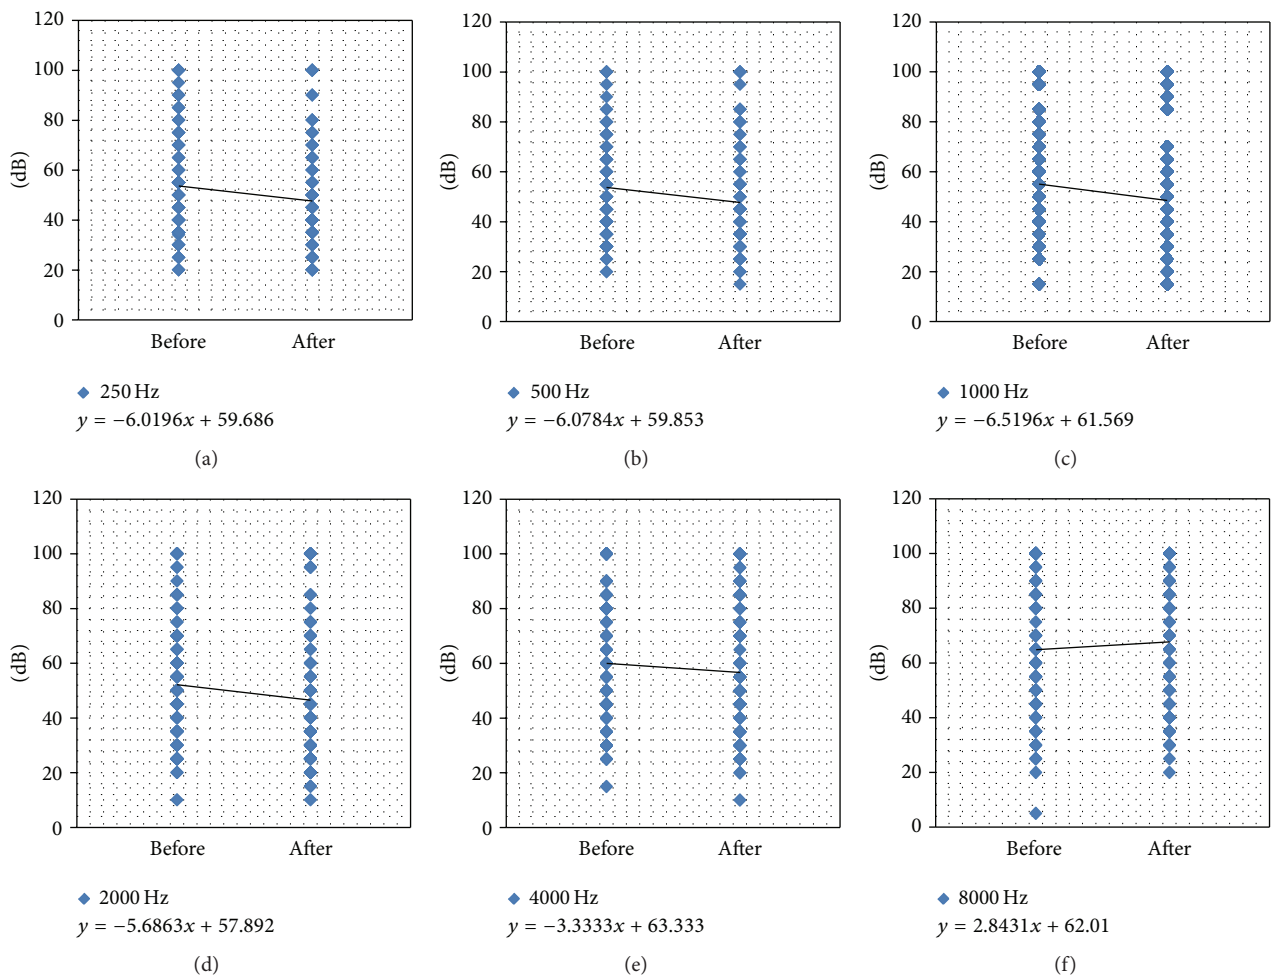 120
100
80
60
40
20
0
(dB)
Before After
250 Hz
y = −6.0196x + 59.686
(a)
120
100
80
60
40
20
0
(dB)
Before After
500 Hz
y = −6.0784x + 59.853
(b)
120
100
80
60
40
20
0
(dB)
Before After
1000 Hz
y = −6.5196x + 61.569
(c)
120
100
80
60
40
20
0
(dB)
Before After
2000 Hz
y = −5.6863x + 57.892
(d)
120
100
80
60
40
20
0
(dB)
Before After
4000 Hz
y = −3.3333x + 63.333
(e)
120
100
80
60
40
20
0
(dB)
Before After
8000 Hz
y = 2.8431x + 62.01
(f)